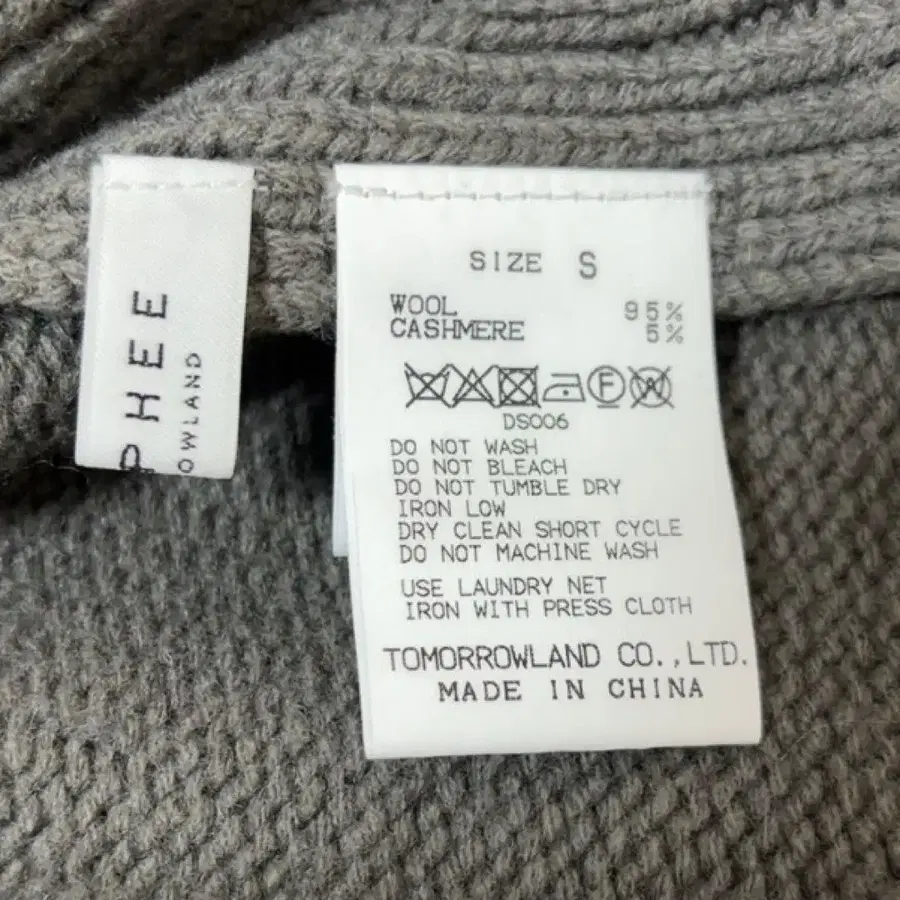 PHEE
OWLAND
SIZE S
WOOL 95%
CASHMERE 5%
F W
DS006
DO NOT WASH
DO NOT BLEACH
DO NOT TUMBLE DRY
IRON LOW
DRY CLEAN SHORT CYCLE
DO NOT MACHINE WASH
USE LAUNDRY NET
IRON WITH PRESS CLOTH
TOMORROWLAND CO.,LTD.
MADE IN CHINA